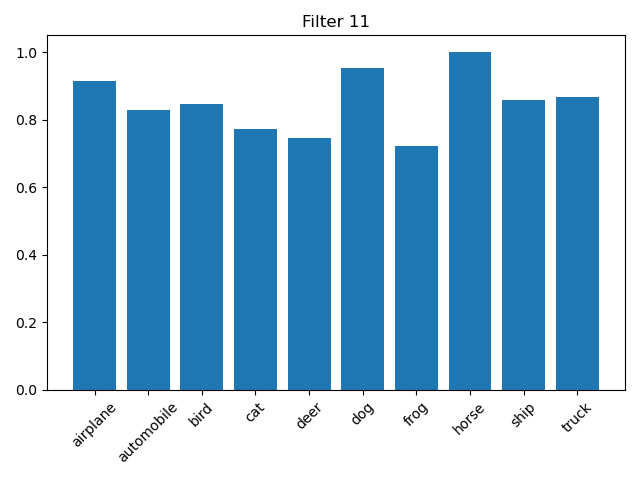 Filter 11
1.0
0.8
0.6
0.4
0.2
0.0
airplane
automobile
bird
cat
deer
dog
frog
horse
ship
truck